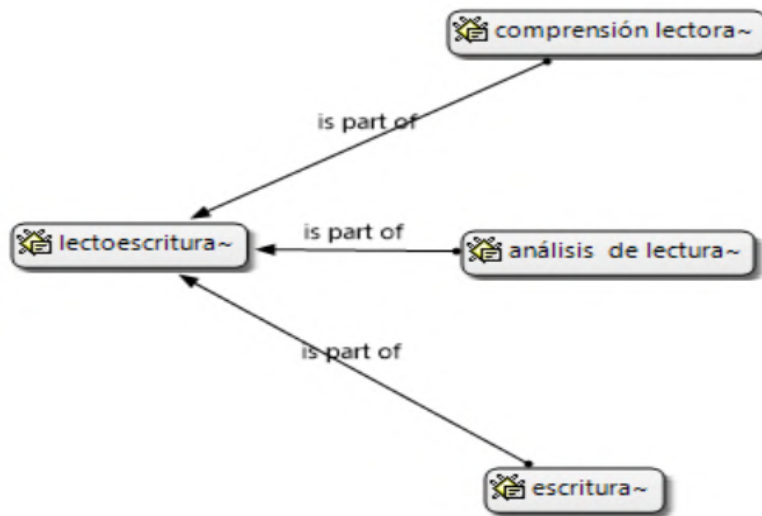 comprensión lectora~
is part of
lectoescritura~
is part of
análisis de lectura~
is part of
escritura~